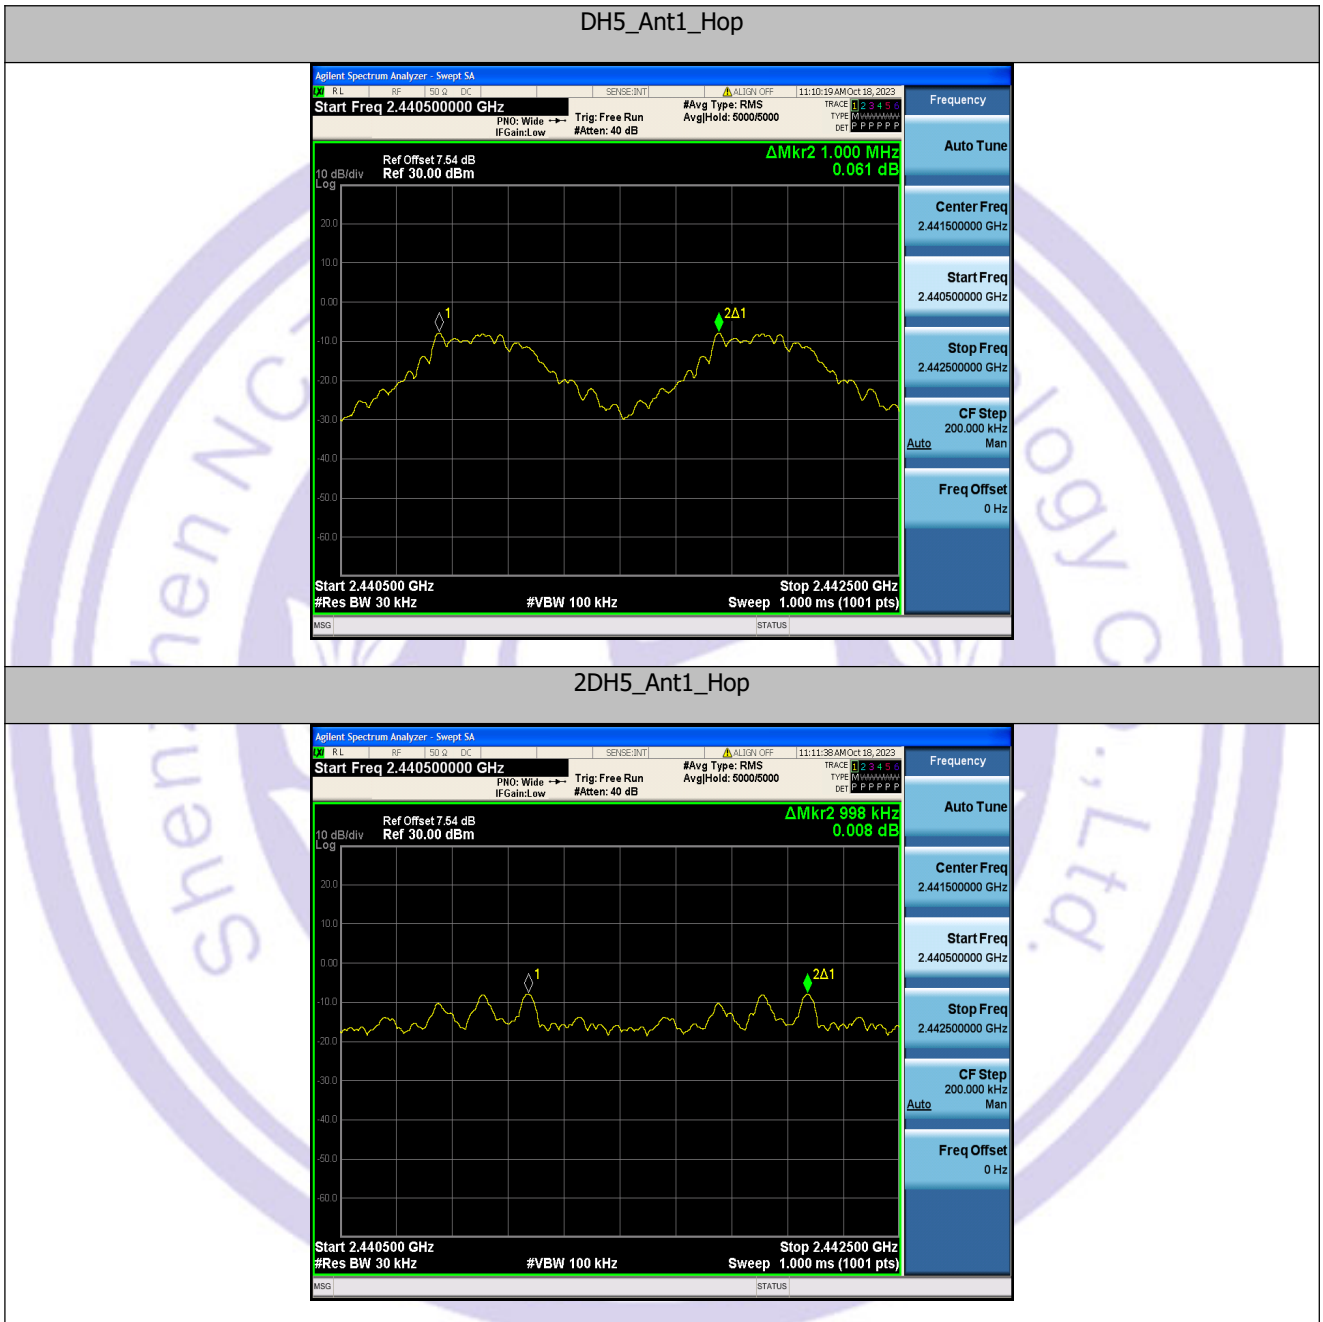 DH5_Ant1_Hop
Agilent Spectrum Analyzer - Swept SA
RL RF 50 Ω DC SENSE:INT ALIGN OFF 11:10:19 AM Oct 18, 2023
Start Freq 2.440500000 GHz
PNO: Wide
IFGain:Low
Trig: Free Run
#Atten: 40 dB
#Avg Type: RMS
Avg|Hold: 5000/5000
TRACE 1 2 3 4 5 6
TYPE M
DET P P P P P P
Frequency
ΔMkr2 1.000 MHz
0.061 dB
Ref Offset 7.54 dB
10 dB/div Ref 30.00 dBm
Log
20.0
10.0
0.00
-10.0
-20.0
-30.0
-40.0
-50.0
-60.0
1
2Δ1
Start 2.440500 GHz Stop 2.442500 GHz
#Res BW 30 kHz #VBW 100 kHz Sweep 1.000 ms (1001 pts)
MSG STATUS
Auto Tune
Center Freq
2.441500000 GHz
Start Freq
2.440500000 GHz
Stop Freq
2.442500000 GHz
CF Step
200.000 kHz
Auto Man
Freq Offset
0 Hz
2DH5_Ant1_Hop
Agilent Spectrum Analyzer - Swept SA
RL RF 50 Ω DC SENSE:INT ALIGN OFF 11:11:38 AM Oct 18, 2023
Start Freq 2.440500000 GHz
PNO: Wide
IFGain:Low
Trig: Free Run
#Atten: 40 dB
#Avg Type: RMS
Avg|Hold: 5000/5000
TRACE 1 2 3 4 5 6
TYPE M
DET P P P P P P
Frequency
ΔMkr2 998 kHz
0.008 dB
Ref Offset 7.54 dB
10 dB/div Ref 30.00 dBm
Log
20.0
10.0
0.00
-10.0
-20.0
-30.0
-40.0
-50.0
-60.0
1
2Δ1
Start 2.440500 GHz Stop 2.442500 GHz
#Res BW 30 kHz #VBW 100 kHz Sweep 1.000 ms (1001 pts)
MSG STATUS
Auto Tune
Center Freq
2.441500000 GHz
Start Freq
2.440500000 GHz
Stop Freq
2.442500000 GHz
CF Step
200.000 kHz
Auto Man
Freq Offset
0 Hz
Co., Ltd.